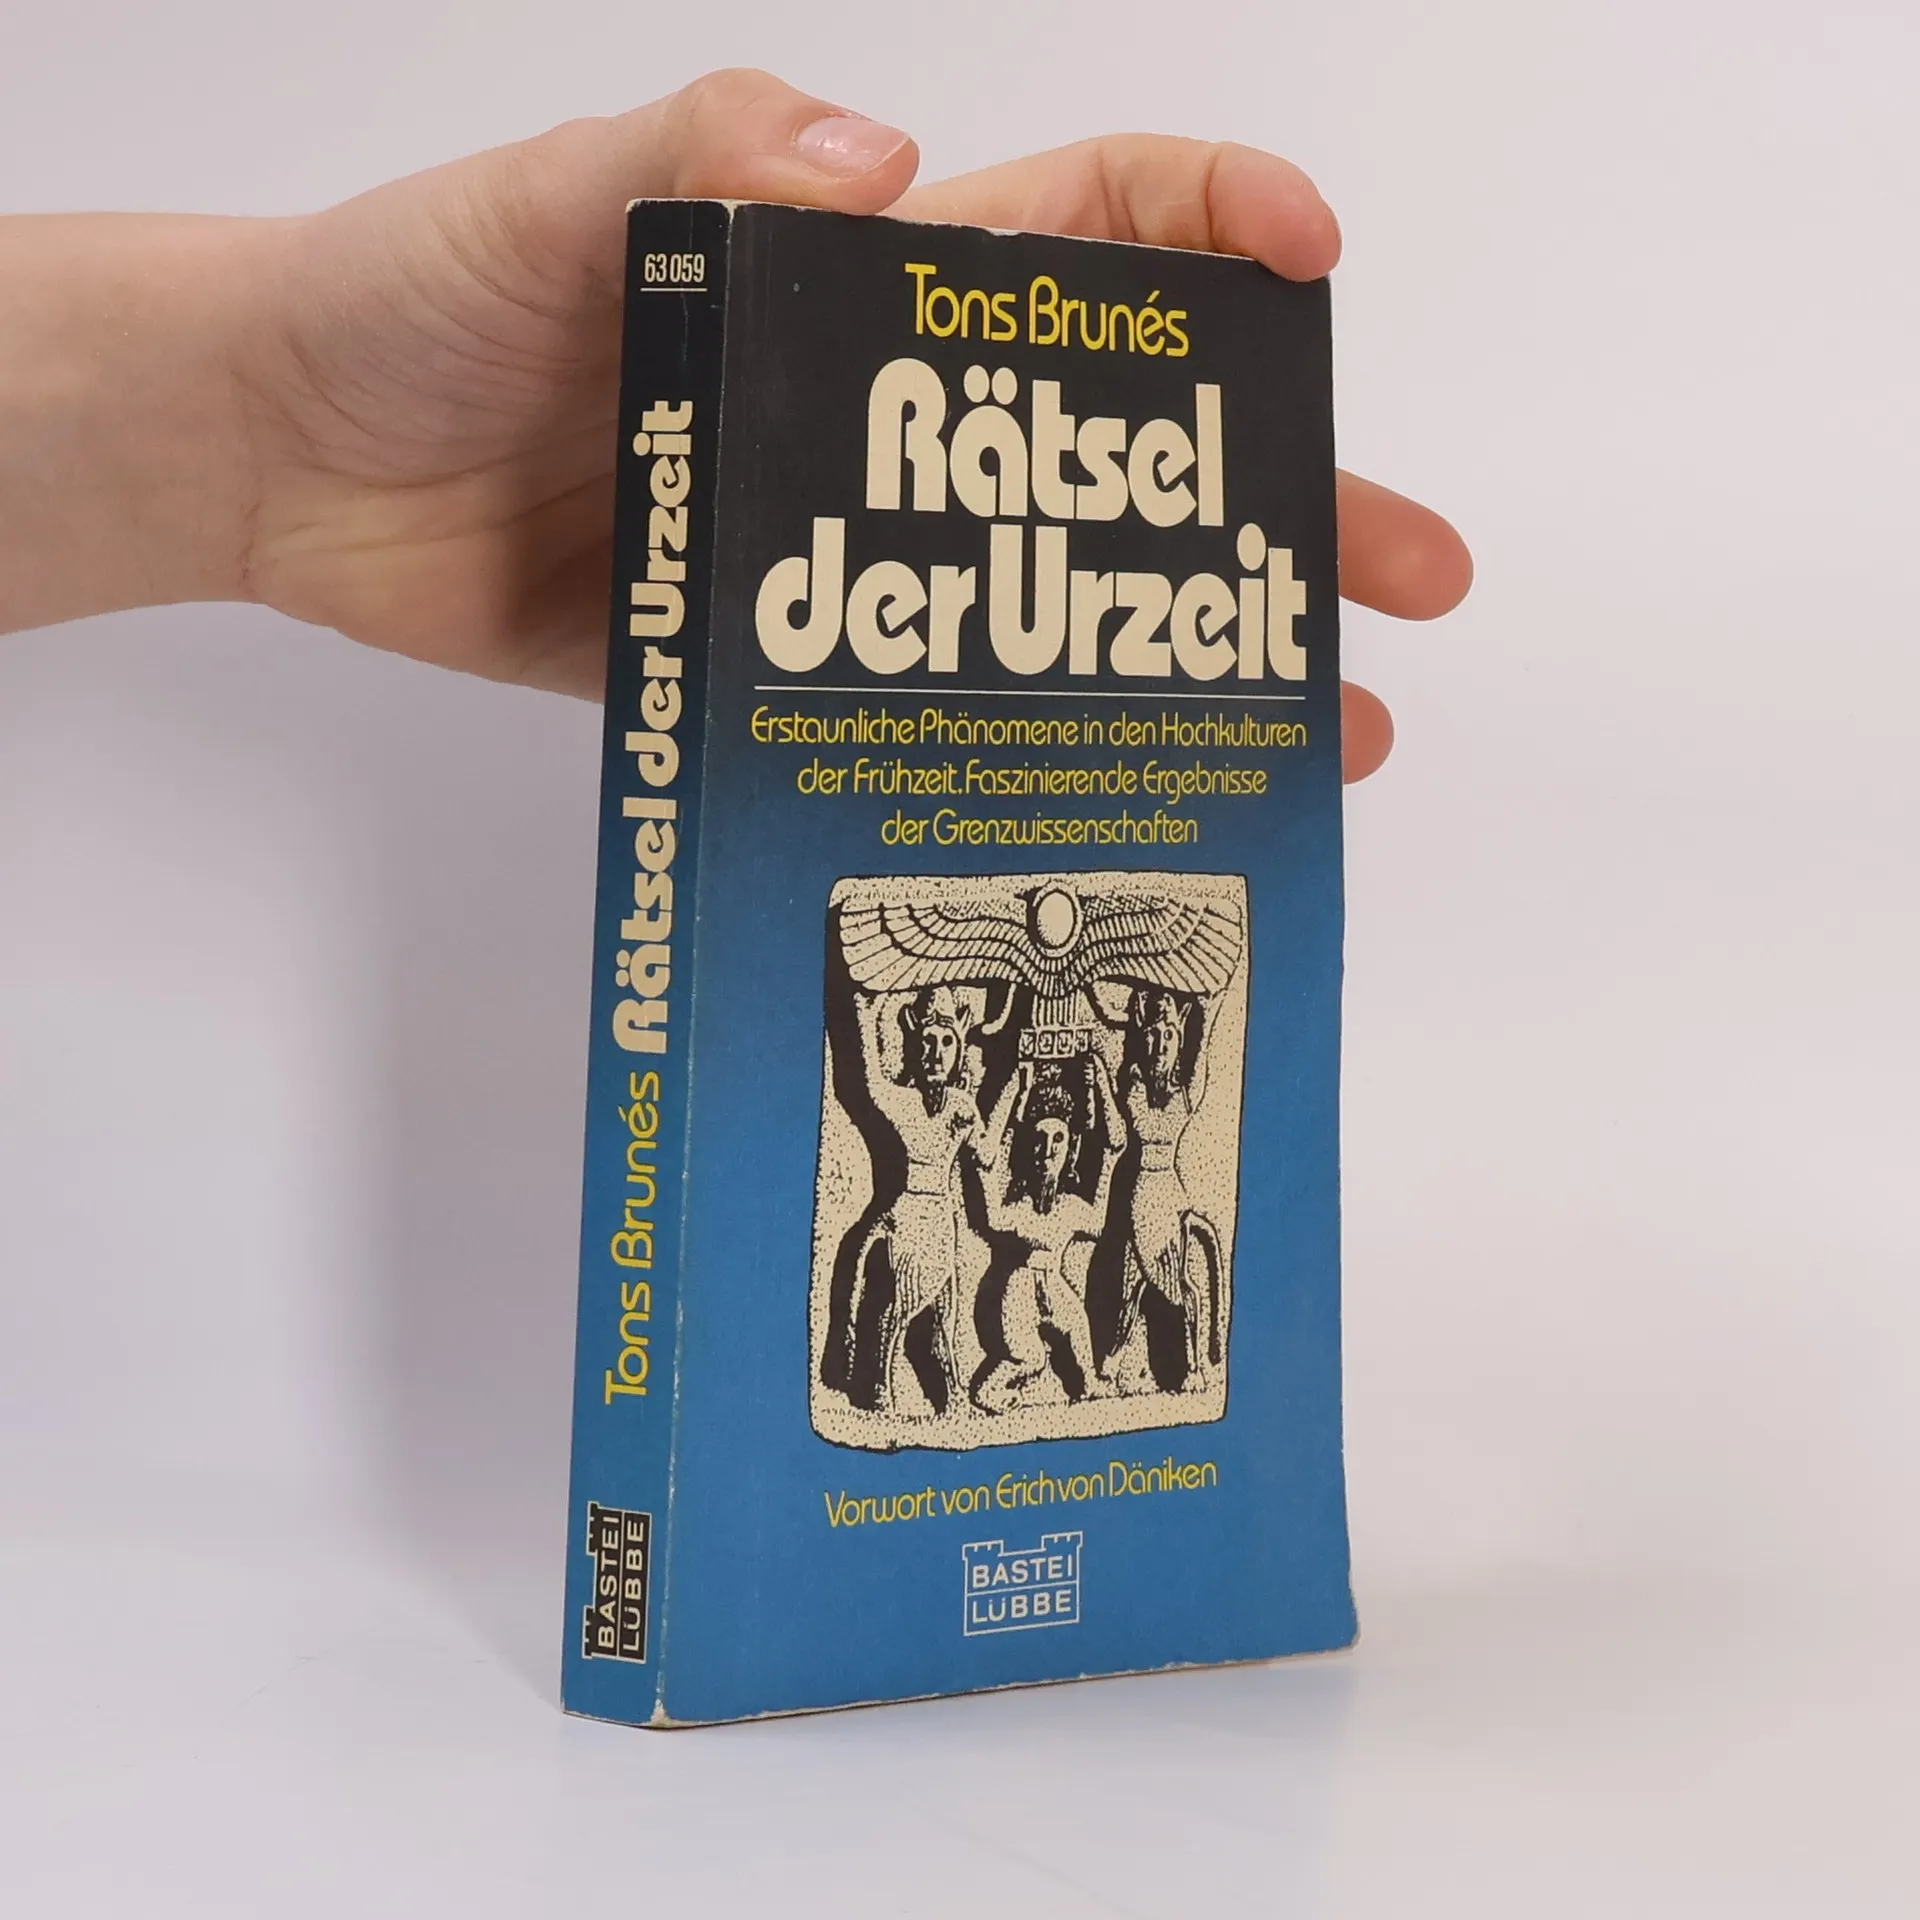 63 059
Tons Brunés Rätsel der Urzeit
BASTEI
LÜBBE
Tons Brunés
Rätsel
der Urzeit
Erstaunliche Phänomene in den Hochkulturen
der Frühzeit. Faszinierende Ergebnisse
der Grenzwissenschaften
Vorwort von Erich von Däniken
BASTEI
LÜBBE